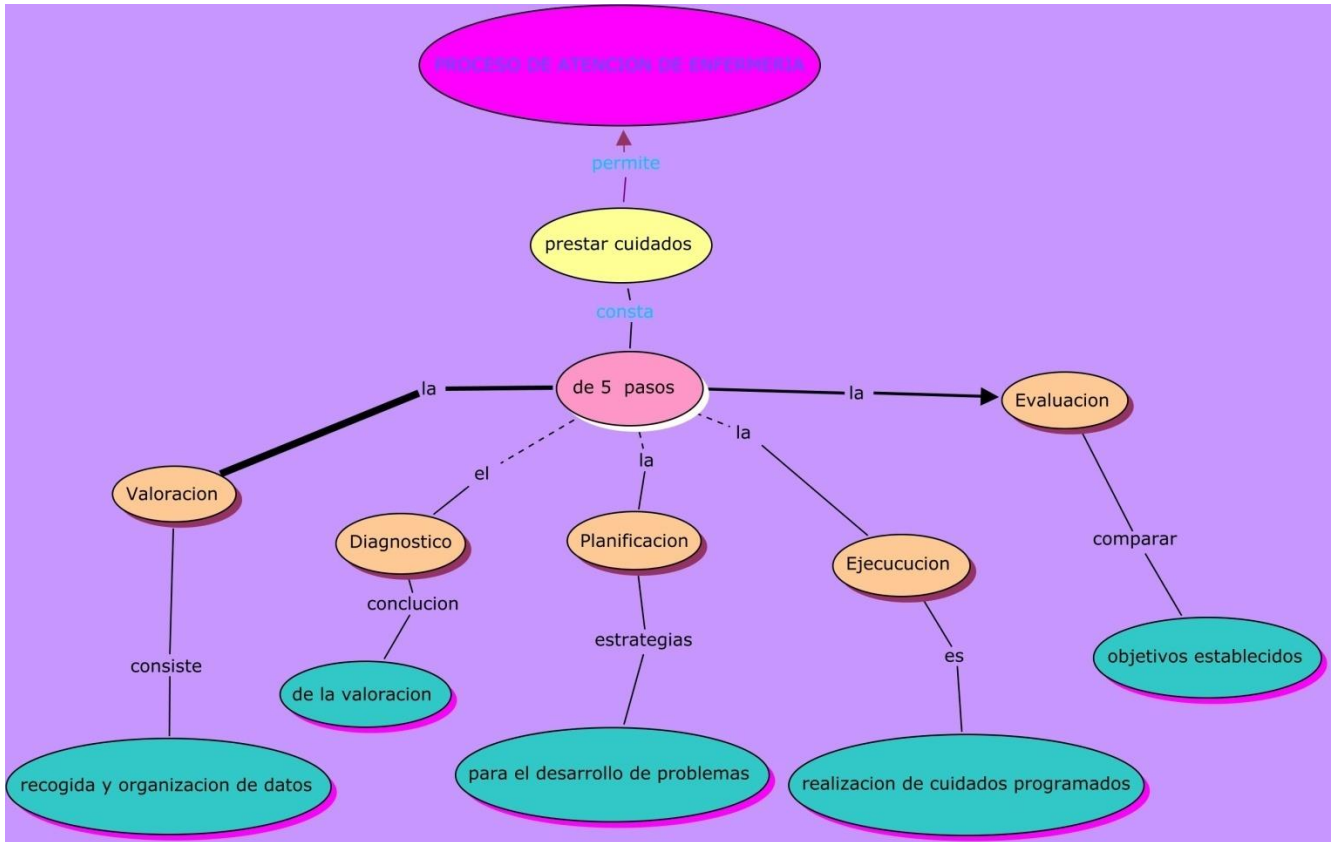 PROCESO DE ATENCION DE ENFERMERIA
permite
prestar cuidados
consta
de 5 pasos
la
Valoracion
consiste
recogida y organizacion de datos
el
Diagnostico
conclucion
de la valoracion
la
Planificacion
estrategias
para el desarrollo de problemas
la
Ejecucucion
es
realizacion de cuidados programados
la
Evaluacion
comparar
objetivos establecidos